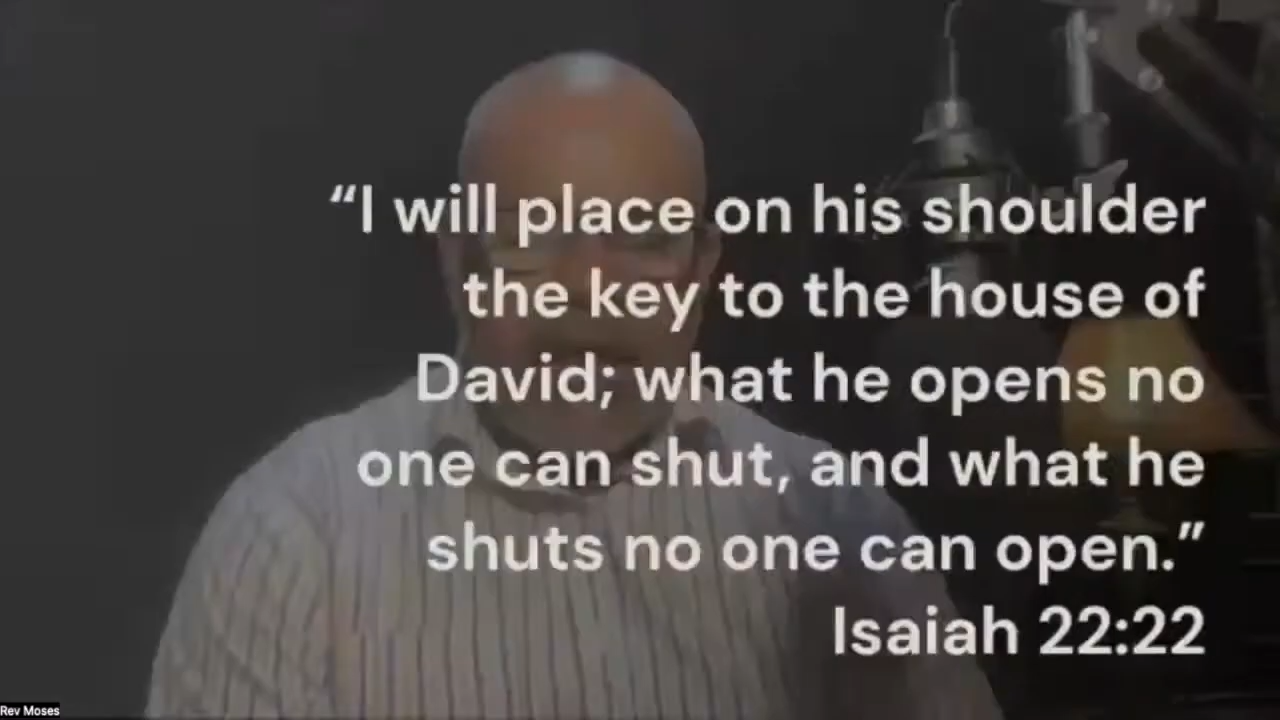 “I will place on his shoulder
the key to the house of
David; what he opens no
one can shut, and what he
shuts no one can open.”
Isaiah 22:22
Rev Moses